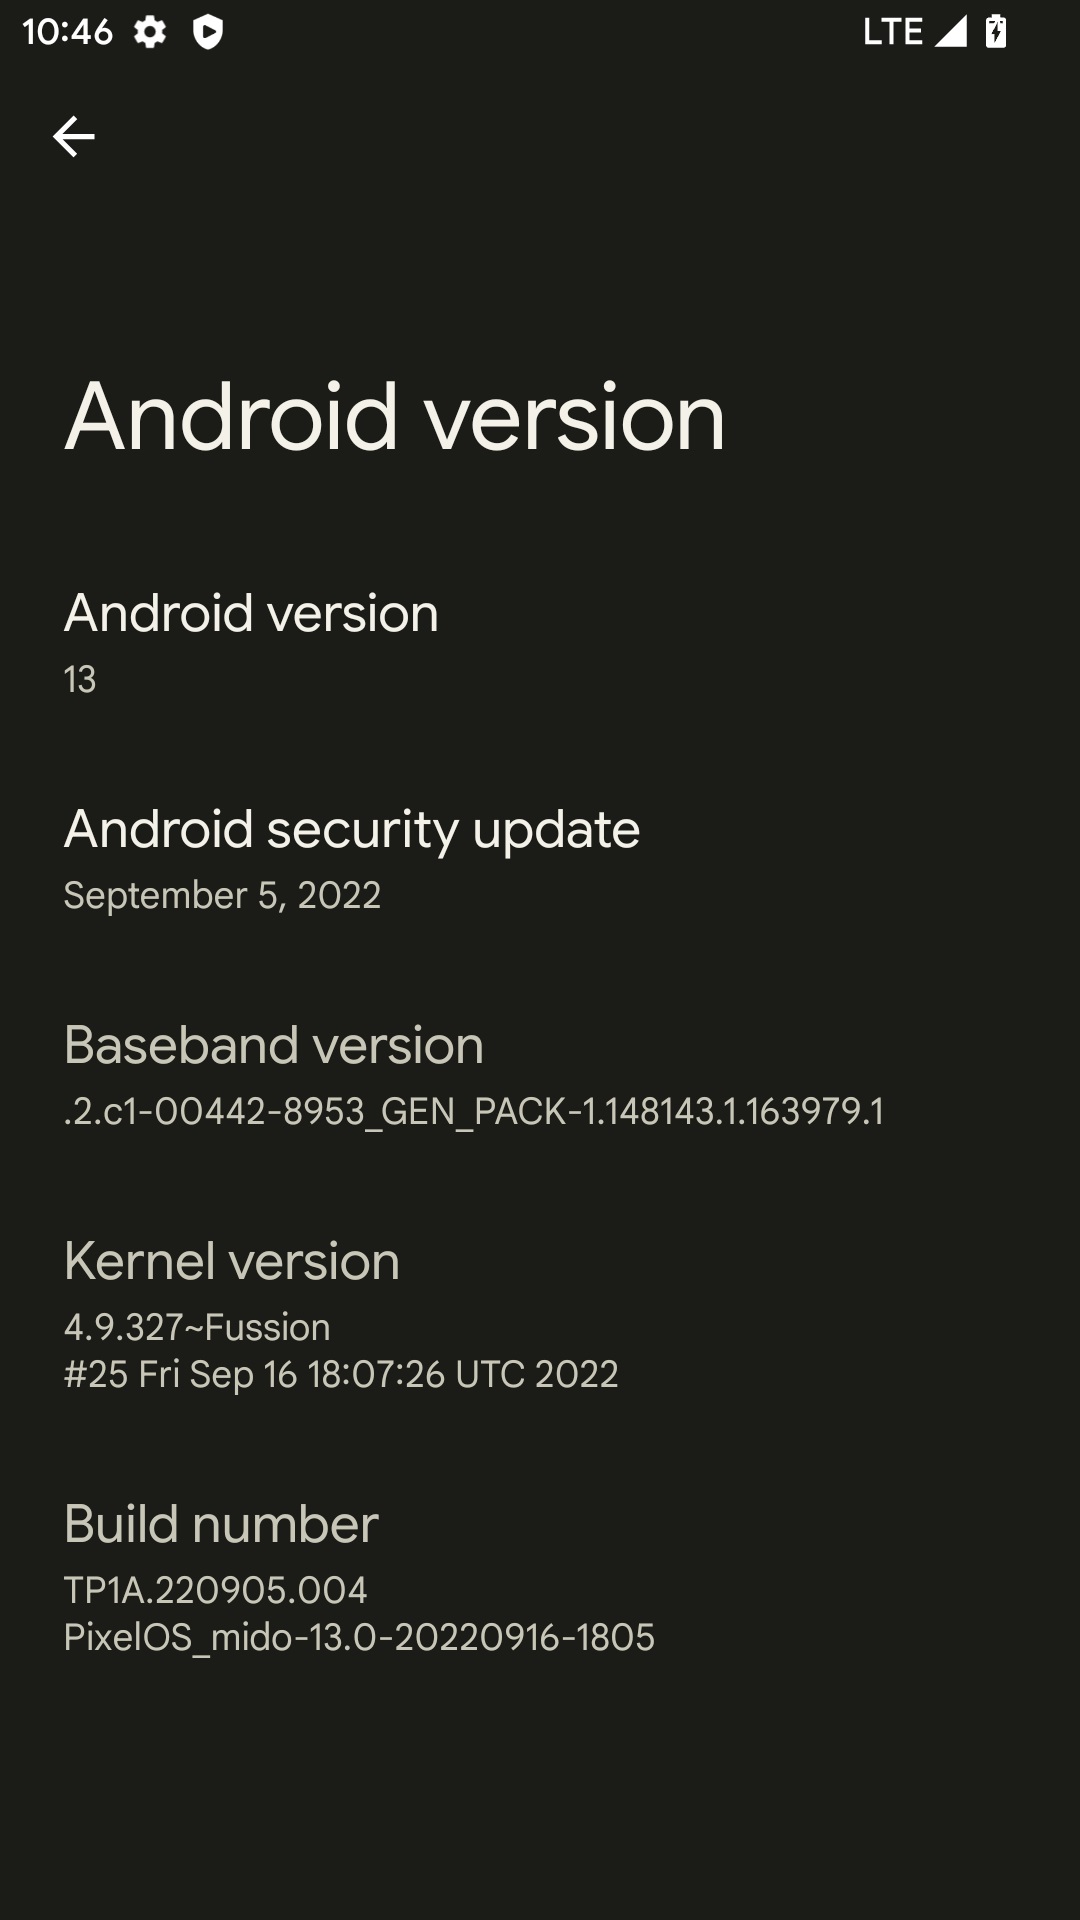 10:46
LTE
Android version
Android version
13
Android security update
September 5, 2022
Baseband version
.2.c1-00442-8953_GEN_PACK-1.148143.1.163979.1
Kernel version
4.9.327~Fussion
#25 Fri Sep 16 18:07:26 UTC 2022
Build number
TP1A.220905.004
PixelOS_mido-13.0-20220916-1805